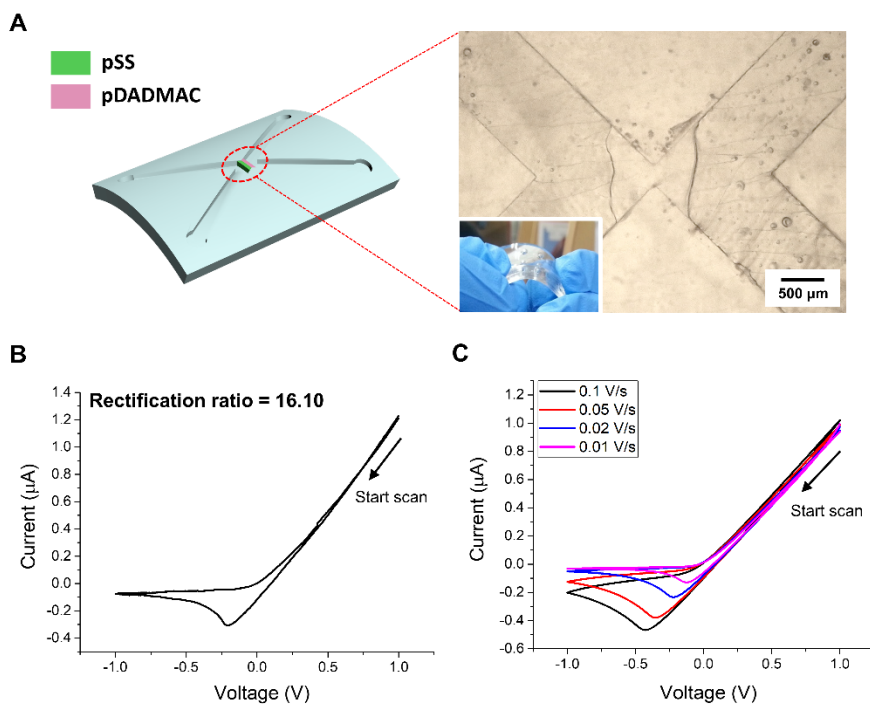 A
pSS
pDADMAC
500 µm
B
Rectification ratio = 16.10
1.4
1.2
1.0
0.8
0.6
0.4
0.2
0.0
-0.2
-0.4
Current (µA)
Start scan
-1.0
-0.5
0.0
0.5
1.0
Voltage (V)
C
0.1 V/s
0.05 V/s
0.02 V/s
0.01 V/s
1.2
1.0
0.8
0.6
0.4
0.2
0.0
-0.2
-0.4
-0.6
Current (µA)
Start scan
-1.0
-0.5
0.0
0.5
1.0
Voltage (V)